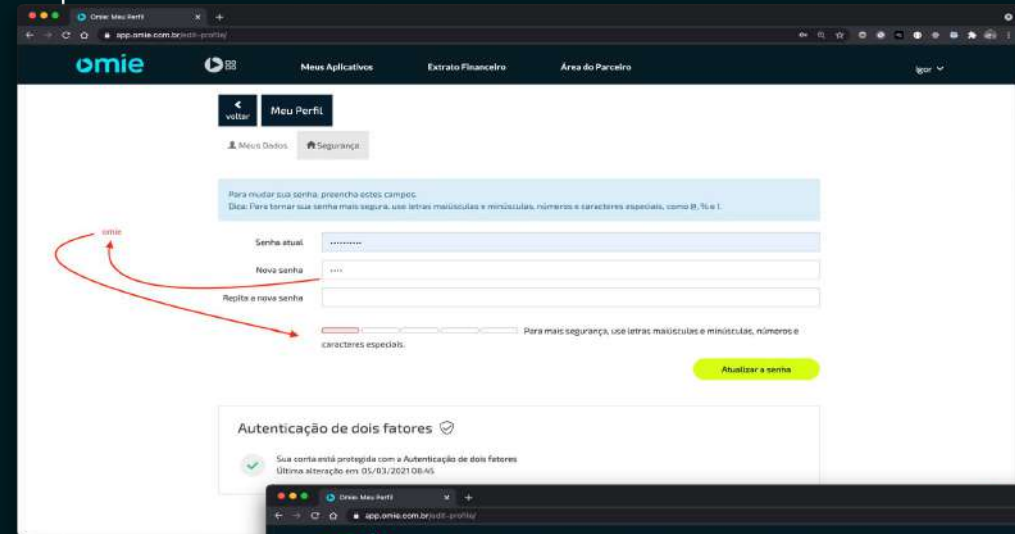 Omie: Meu Perfil
app.omie.com.br/edit-profile/
omie
Meus Aplicativos
Extrato Financeiro
Área do Parceiro
Igor
voltar
Meu Perfil
Meus Dados
Segurança
Para mudar sua senha, preencha estes campos.
Dica: Para tornar sua senha mais segura, use letras maiúsculas e minúsculas, números e caracteres especiais, como @, % e !.
omie
Senha atual
Nova senha
Repita a nova senha
Para mais segurança, use letras maiúsculas e minúsculas, números e
caracteres especiais.
Atualizar a senha
Autenticação de dois fatores
Sua conta está protegida com a Autenticação de dois fatores
Última alteração em: 05/03/2021 06:45
Omie: Meu Perfil
app.omie.com.br/edit-profile/